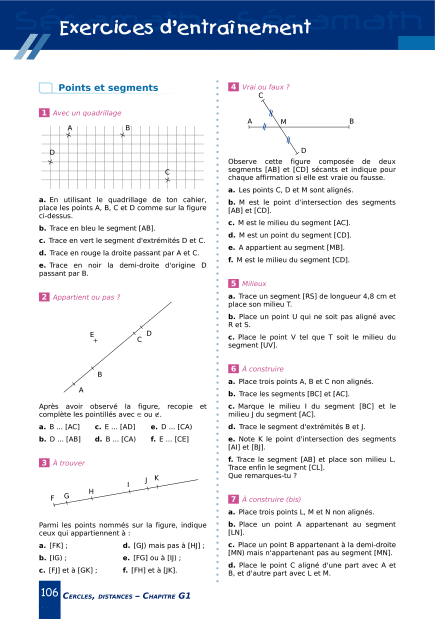 Exercices d'entraînement
Points et segments
1 Avec un quadrillage
A
B
D
C
a. En utilisant le quadrillage de ton cahier,
place les points A, B, C et D comme sur la figure
ci-dessus.
b. Trace en bleu le segment [AB].
c. Trace en vert le segment d'extrémités D et C.
d. Trace en rouge la droite passant par A et C.
e. Trace en noir la demi-droite d'origine D
passant par B.
2 Appartient ou pas ?
E
D
C
B
A
Après avoir observé la figure, recopie et
complète les pointillés avec ∈ ou ∉.
a. B ... [AC] c. E ... [AD] e. D ... (CA)
b. D ... [AB] d. B ... (CA) f. E ... [CE]
3 À trouver
F G H I J K
Parmi les points nommés sur la figure, indique
ceux qui appartiennent à :
a. [FK] ; d. [GJ) mais pas à [HJ] ;
b. (IG) ; e. [FG] ou à [IJ) ;
c. [FJ] et à [GK] ; f. [FH] et à [JK].
4 Vrai ou faux ?
C
A M B
D
Observe cette figure composée de deux
segments [AB] et [CD] sécants et indique pour
chaque affirmation si elle est vraie ou fausse.
a. Les points C, D et M sont alignés.
b. M est le point d'intersection des segments
[AB] et [CD].
c. M est le milieu du segment [AC].
d. M est un point du segment [CD].
e. A appartient au segment [MB].
f. M est le milieu du segment [CD].
5 Milieux
a. Trace un segment [RS] de longueur 4,8 cm et
place son milieu T.
b. Place un point U qui ne soit pas aligné avec
R et S.
c. Place le point V tel que T soit le milieu du
segment [UV].
6 À construire
a. Place trois points A, B et C non alignés.
b. Trace les segments [BC] et [AC].
c. Marque le milieu I du segment [BC] et le
milieu J du segment [AC].
d. Trace le segment d'extrémités B et J.
e. Note K le point d'intersection des segments
[AI] et [BJ].
f. Trace le segment [AB] et place son milieu L.
Trace enfin le segment [CL].
Que remarques-tu ?
7 À construire (bis)
a. Place trois points L, M et N non alignés.
b. Place un point A appartenant au segment
[LN].
c. Place un point B appartenant à la demi-droite
[MN) mais n'appartenant pas au segment [MN].
d. Place le point C aligné d'une part avec A et
B, et d'autre part avec L et M.
106 CERCLES, DISTANCES – CHAPITRE G1